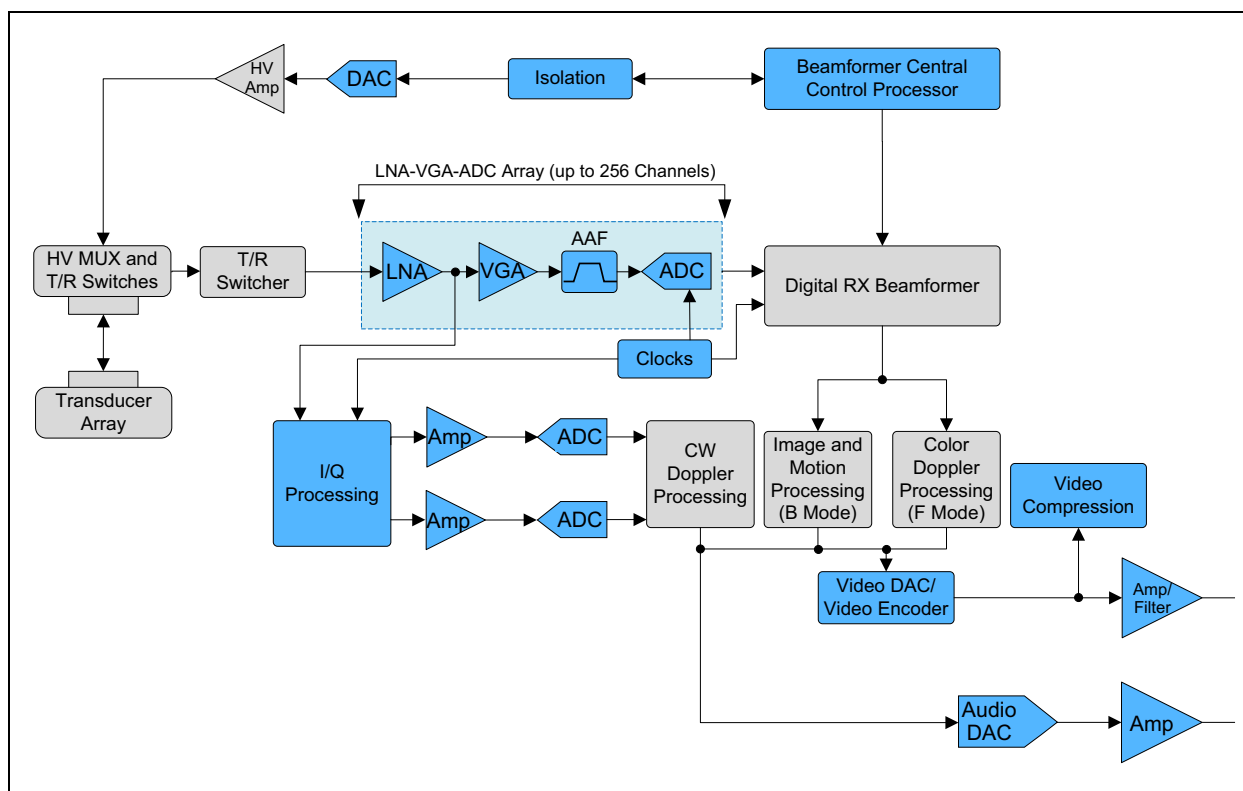 HV
Amp
DAC
Isolation
Beamformer Central
Control Processor
LNA-VGA-ADC Array (up to 256 Channels)
HV MUX and
T/R Switches
T/R
Switcher
LNA
VGA
AAF
ADC
Digital RX Beamformer
Clocks
Transducer
Array
I/Q
Processing
Amp
ADC
Amp
ADC
CW
Doppler
Processing
Image and
Motion
Processing
(B Mode)
Color
Doppler
Processing
(F Mode)
Video
Compression
Video DAC/
Video Encoder
Amp/
Filter
Audio
DAC
Amp